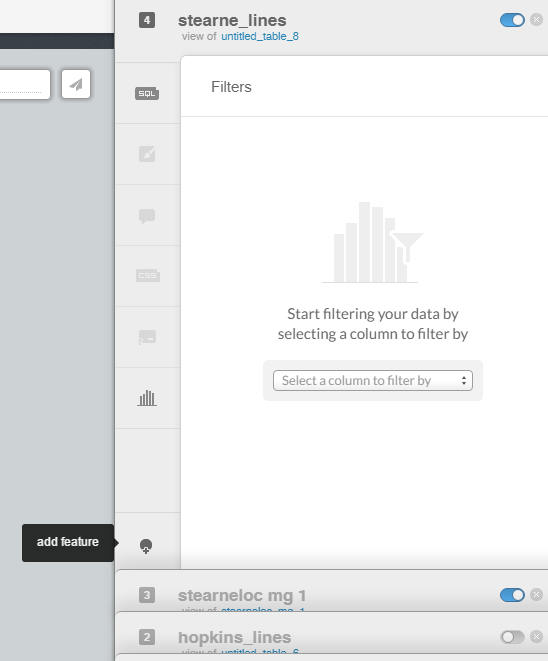 4 stearne_lines
view of untitled_table_8
SQL
Filters
CSS
Start filtering your data by
selecting a column to filter by
Select a column to filter by
add feature
3 stearneloc mg 1
view of stearneloc_mg_1
2 hopkins_lines
view of untitled_table_6